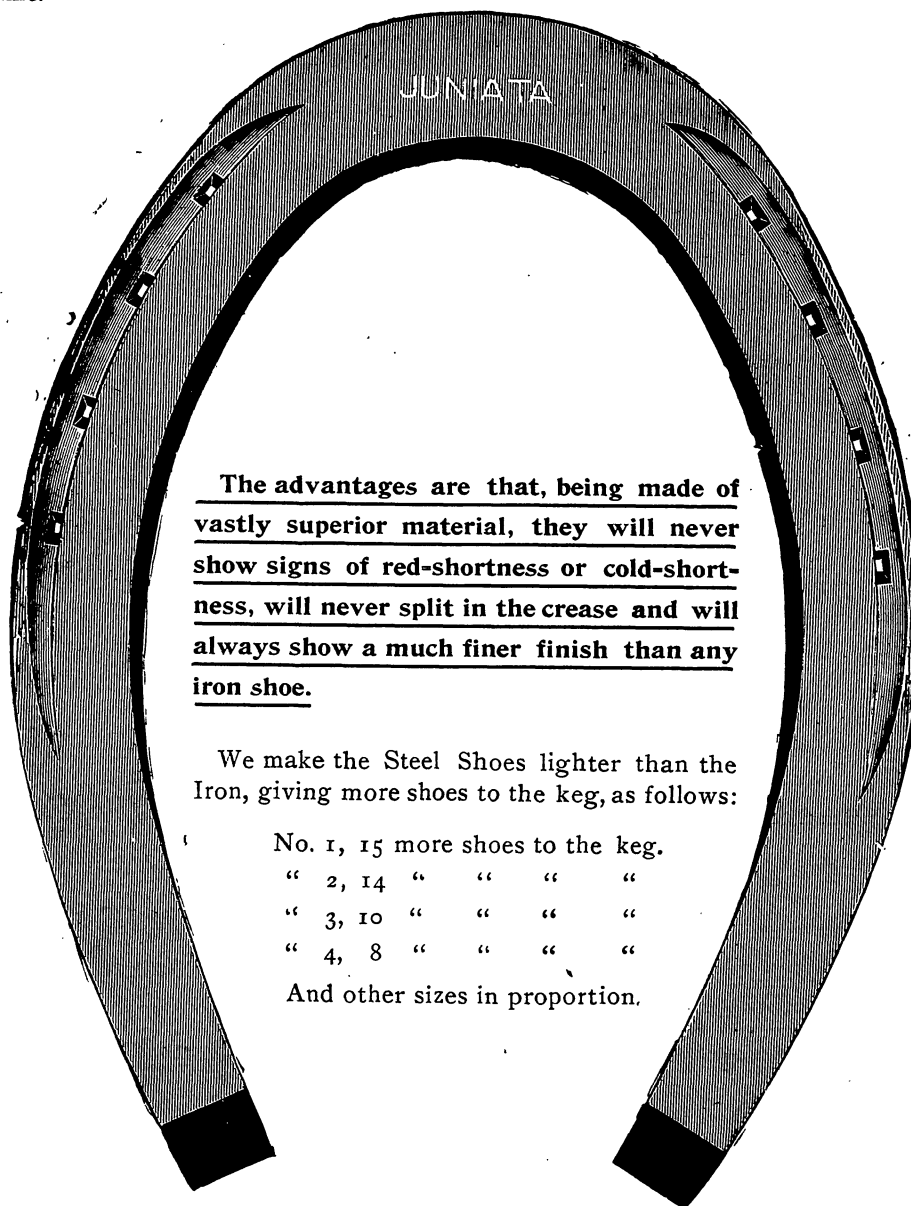 JUNIATA
The advantages are that, being made of
vastly superior material, they will never
show signs of red-shortness or cold-short-
ness, will never split in the crease and will
always show a much finer finish than any
iron shoe.
We make the Steel Shoes lighter than the
Iron, giving more shoes to the keg, as follows:
No. 1, 15 more shoes to the keg.
“ 2, 14 “ “ “ “
“ 3, 10 “ “ “ “
“ 4, 8 “ “ “ “
And other sizes in proportion.